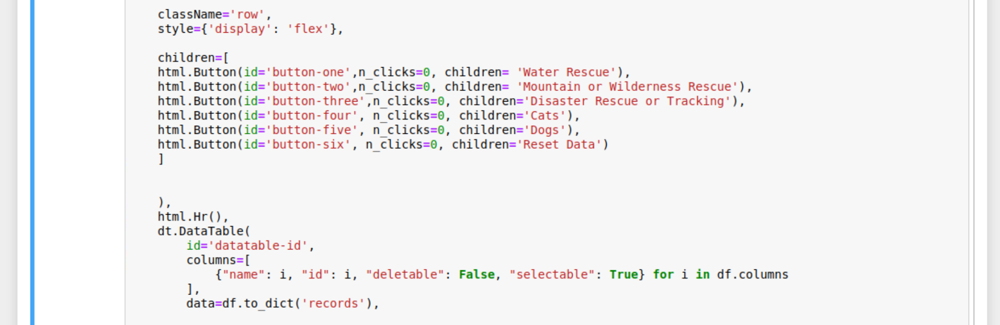 className='row',
style={'display': 'flex'},
children=[
html.Button(id='button-one',n_clicks=0, children= 'Water Rescue'),
html.Button(id='button-two',n_clicks=0, children= 'Mountain or Wilderness Rescue'),
html.Button(id='button-three',n_clicks=0, children='Disaster Rescue or Tracking'),
html.Button(id='button-four', n_clicks=0, children='Cats'),
html.Button(id='button-five', n_clicks=0, children='Dogs'),
html.Button(id='button-six', n_clicks=0, children='Reset Data')
]
),
html.Hr(),
dt.DataTable(
id='datatable-id',
columns=[
{"name": i, "id": i, "deletable": False, "selectable": True} for i in df.columns
],
data=df.to_dict('records'),